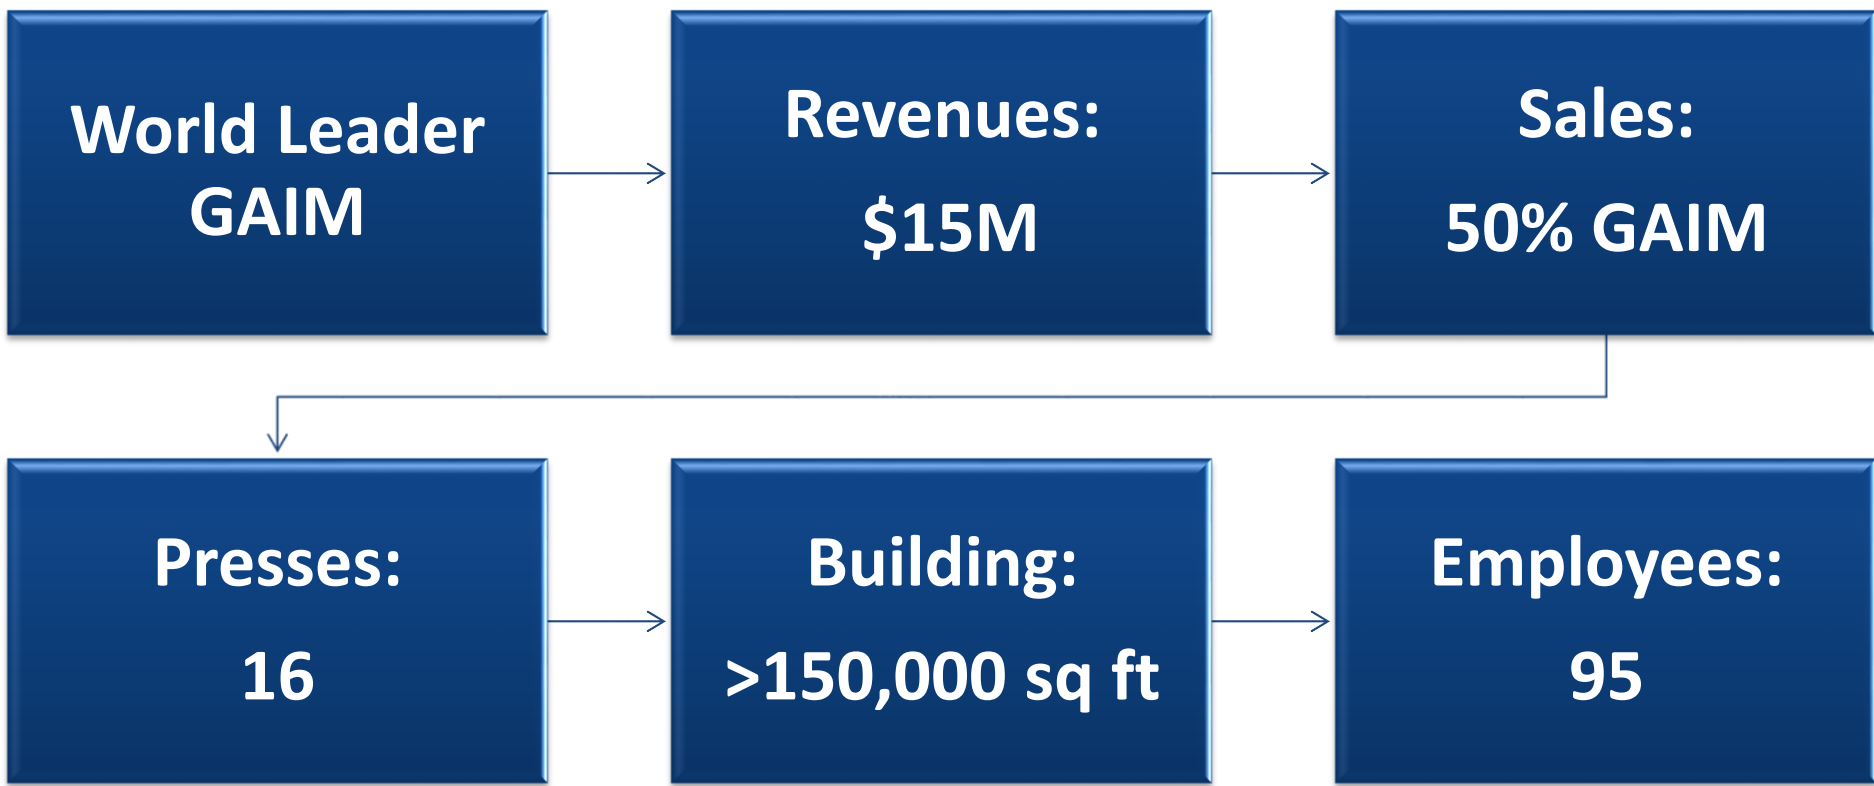 World Leader
GAIM
Revenues:
$15M
Sales:
50% GAIM
Presses:
16
Building:
>150,000 sq ft
Employees:
95